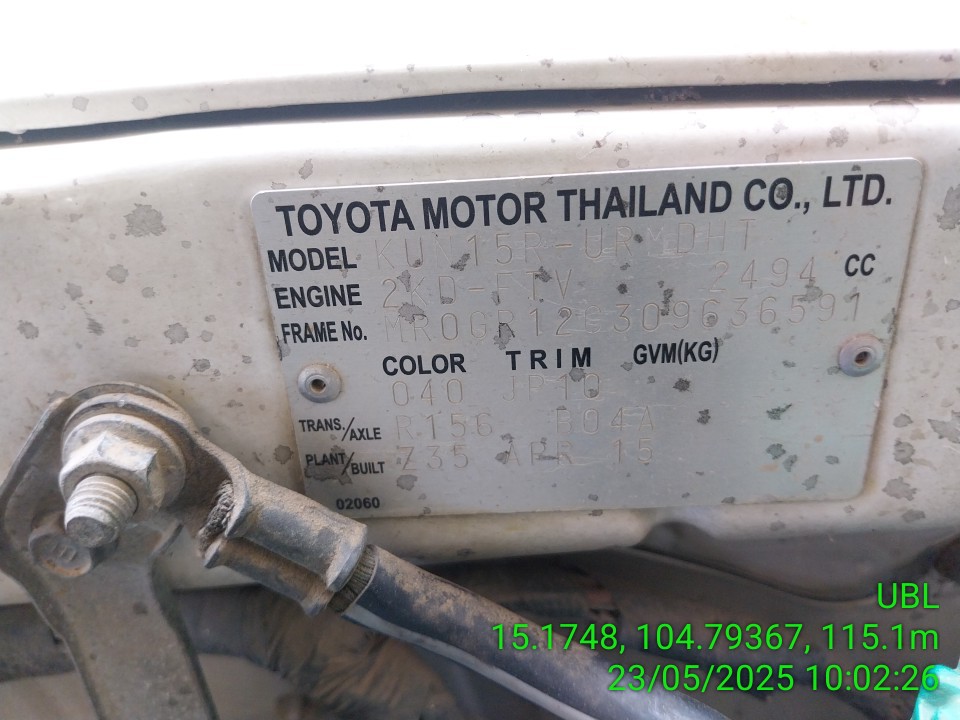 TOYOTA MOTOR THAILAND CO., LTD.
MODEL KUN15R-URMDHT
ENGINE 2KD-FTV 2494 CC
FRAME No. MR0GR12G309636591
COLOR TRIM GVM(KG)
040 JP10
TRANS./AXLE R156 B04A
PLANT/BUILT Z35 APR 15
02060
UBL
15.1748, 104.79367, 115.1m
23/05/2025 10:02:26